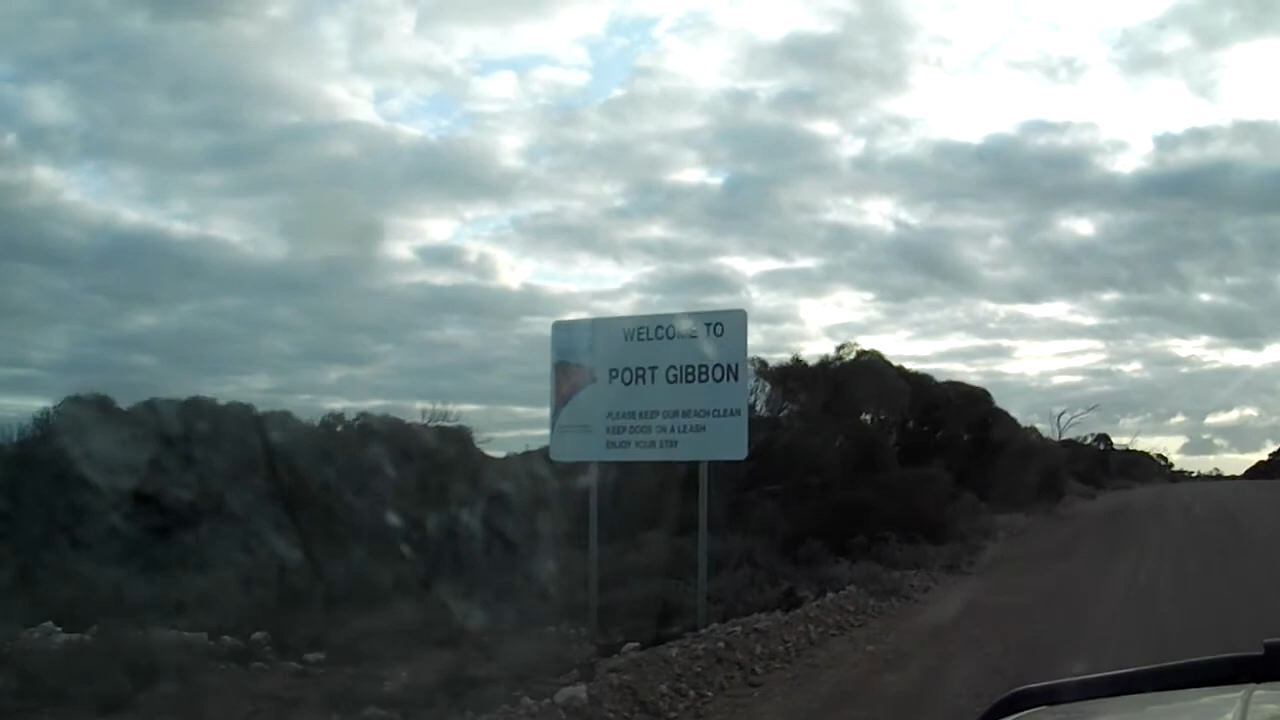 WELCOME TO
PORT GIBBON
PLEASE KEEP OUR BEACH CLEAN
KEEP DOGS ON A LEASH
ENJOY YOUR STAY